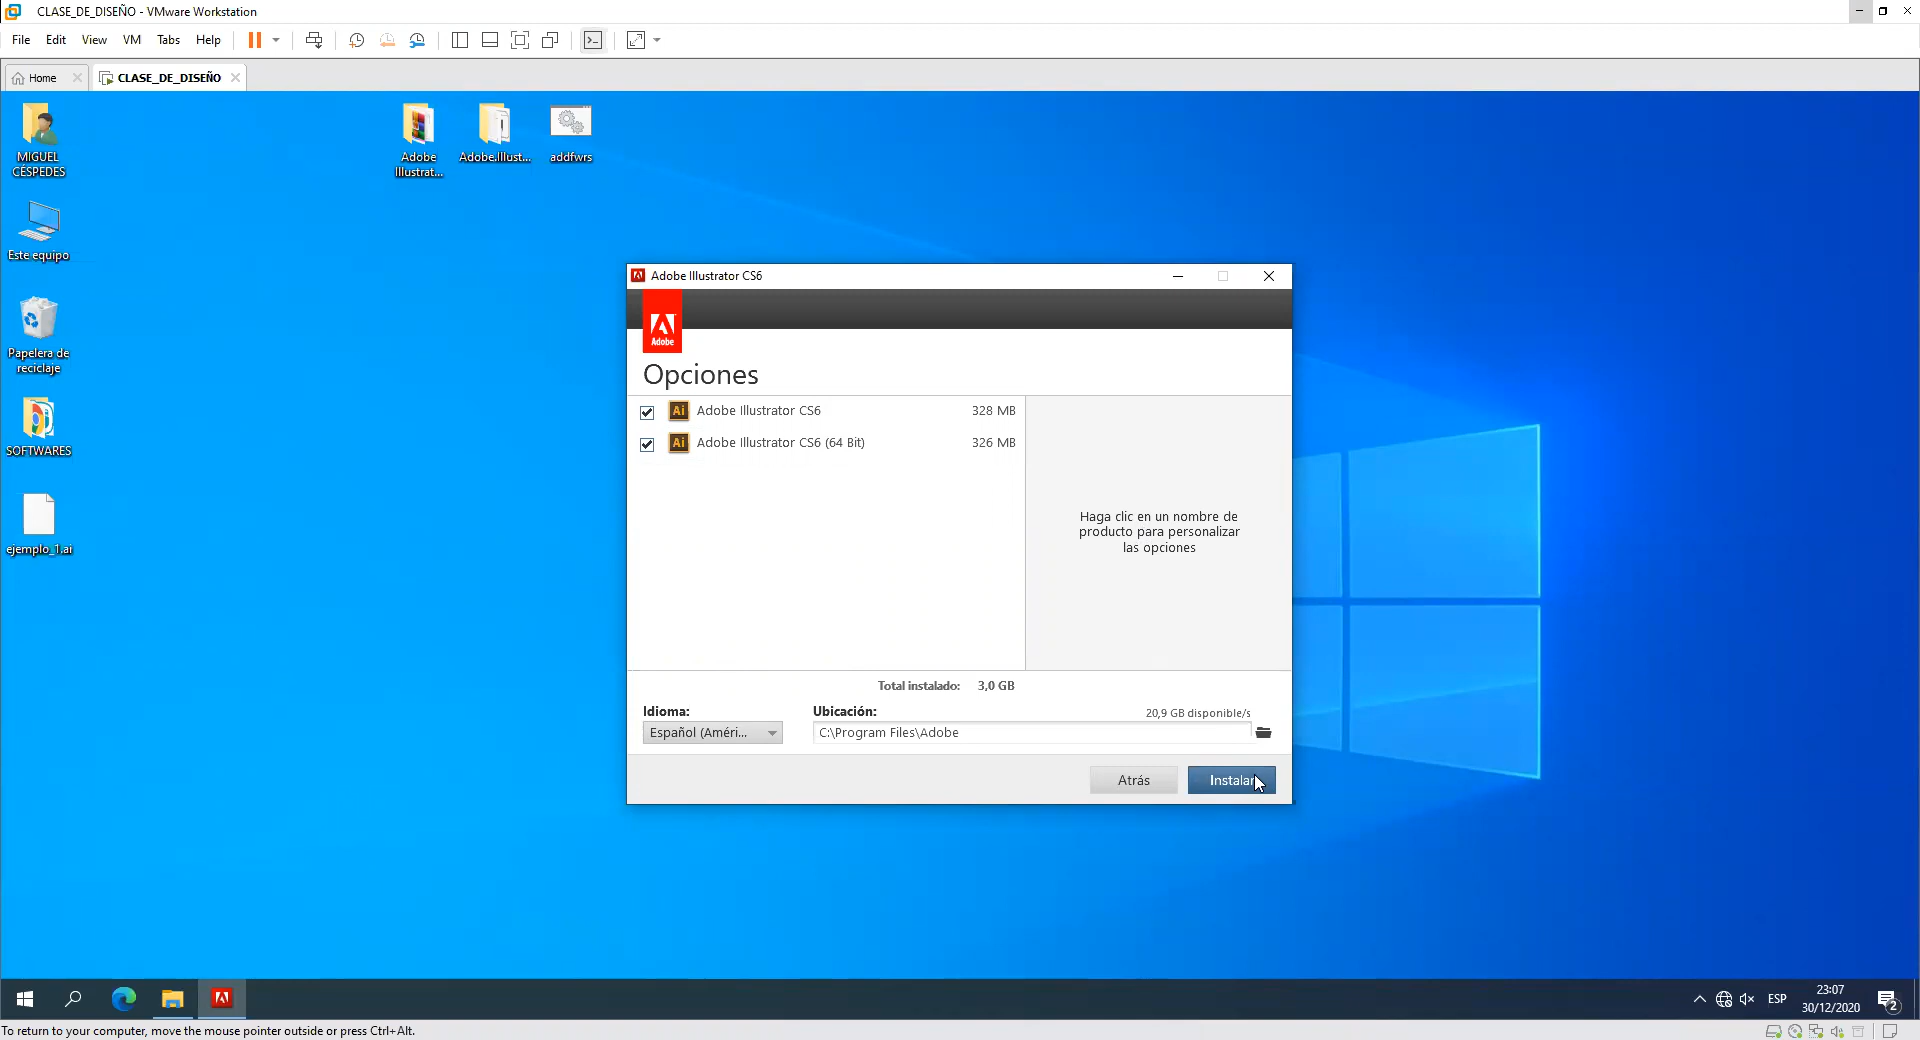 CLASE_DE_DISEÑO - VMware Workstation
File Edit View VM Tabs Help
Home CLASE_DE_DISEÑO
MIGUEL CÉSPEDES
Este equipo
Papelera de reciclaje
SOFTWARES
ejemplo_1.ai
Adobe Illustrat...
Adobe.Illust...
addfwrs
Adobe Illustrator CS6
Adobe
Opciones
Ai Adobe Illustrator CS6 328 MB
Ai Adobe Illustrator CS6 (64 Bit) 326 MB
Haga clic en un nombre de
producto para personalizar
las opciones
Total instalado: 3,0 GB
Idioma: Ubicación: 20,9 GB disponible/s
Español (Améri... C:\Program Files\Adobe
Atrás Instalar
ESP
23:07
30/12/2020
2
To return to your computer, move the mouse pointer outside or press Ctrl+Alt.